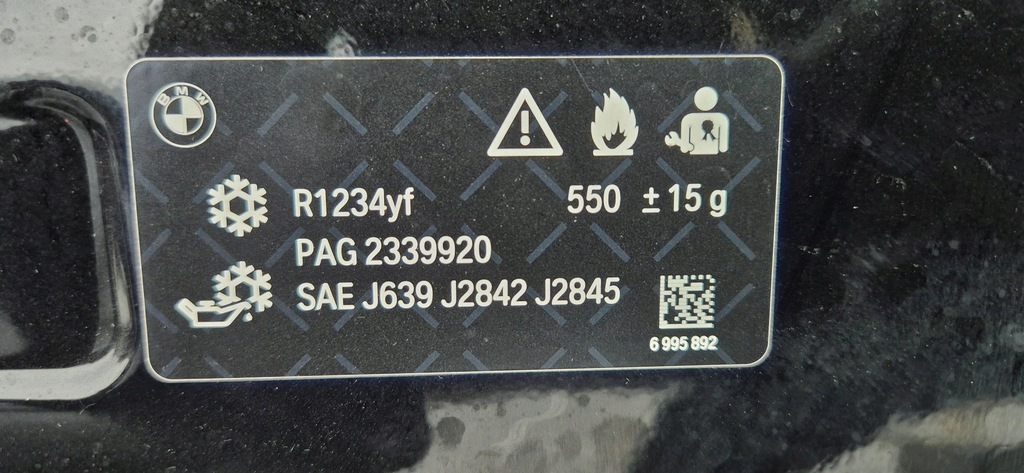 BMW
R1234yf 550 ± 15 g
PAG 2339920
SAE J639 J2842 J2845
6 995 892